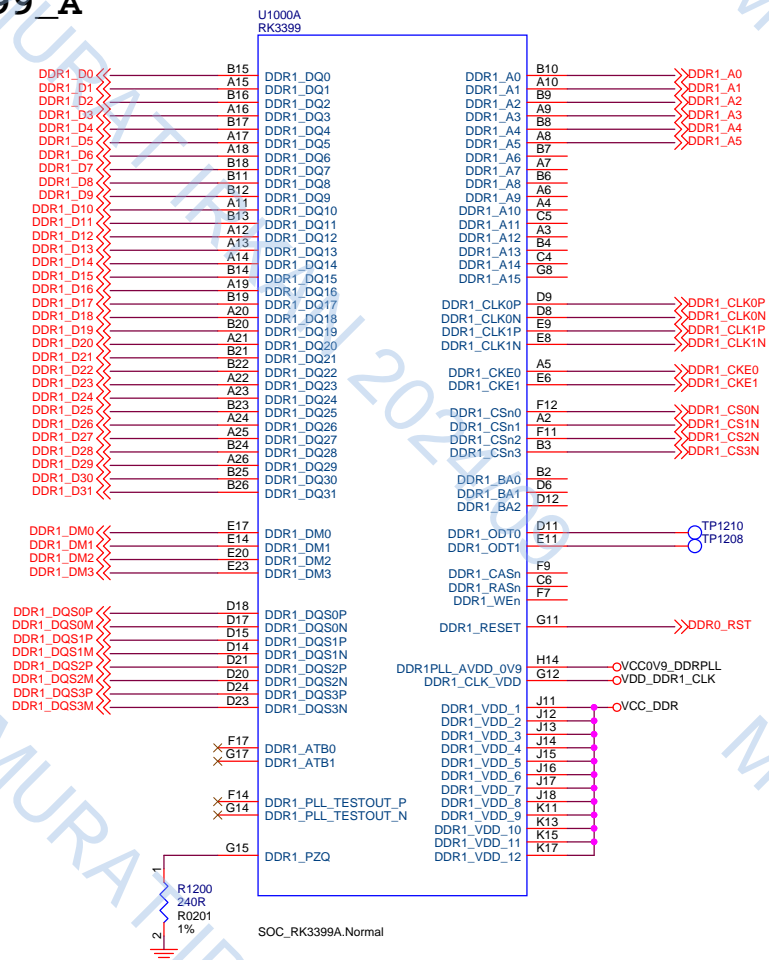 99_A
U1000A
RK3399
DDR1_D0 B15 DDR1_DQ0 DDR1_A0 B10 DDR1_A0
DDR1_D1 A15 DDR1_DQ1 DDR1_A1 A10 DDR1_A1
DDR1_D2 B16 DDR1_DQ2 DDR1_A2 B9 DDR1_A2
DDR1_D3 A16 DDR1_DQ3 DDR1_A3 A9 DDR1_A3
DDR1_D4 B17 DDR1_DQ4 DDR1_A4 B8 DDR1_A4
DDR1_D5 A17 DDR1_DQ5 DDR1_A5 A8 DDR1_A5
DDR1_D6 A18 DDR1_DQ6 DDR1_A6 B7
DDR1_D7 B18 DDR1_DQ7 DDR1_A7 A7
DDR1_D8 B11 DDR1_DQ8 DDR1_A8 B6
DDR1_D9 B12 DDR1_DQ9 DDR1_A9 A6
DDR1_D10 A11 DDR1_DQ10 DDR1_A10 A4
DDR1_D11 B13 DDR1_DQ11 DDR1_A11 C5
DDR1_D12 A12 DDR1_DQ12 DDR1_A12 A3
DDR1_D13 A13 DDR1_DQ13 DDR1_A13 B4
DDR1_D14 A14 DDR1_DQ14 DDR1_A14 C4
DDR1_D15 B14 DDR1_DQ15 DDR1_A15 G8
DDR1_D16 A19 DDR1_DQ16
DDR1_D17 B19 DDR1_DQ17 DDR1_CLK0P D9 DDR1_CLK0P
DDR1_D18 A20 DDR1_DQ18 DDR1_CLK0N D8 DDR1_CLK0N
DDR1_D19 B20 DDR1_DQ19 DDR1_CLK1P E9 DDR1_CLK1P
DDR1_D20 A21 DDR1_DQ20 DDR1_CLK1N E8 DDR1_CLK1N
DDR1_D21 B21 DDR1_DQ21
DDR1_D22 B22 DDR1_DQ22 DDR1_CKE0 A5 DDR1_CKE0
DDR1_D23 A22 DDR1_DQ23 DDR1_CKE1 E6 DDR1_CKE1
DDR1_D24 A23 DDR1_DQ24
DDR1_D25 B23 DDR1_DQ25 DDR1_CSn0 F12 DDR1_CS0N
DDR1_D26 A24 DDR1_DQ26 DDR1_CSn1 A2 DDR1_CS1N
DDR1_D27 A25 DDR1_DQ27 DDR1_CSn2 F11 DDR1_CS2N
DDR1_D28 B24 DDR1_DQ28 DDR1_CSn3 B3 DDR1_CS3N
DDR1_D29 A26 DDR1_DQ29
DDR1_D30 B25 DDR1_DQ30 DDR1_BA0 B2
DDR1_D31 B26 DDR1_DQ31 DDR1_BA1 D6
DDR1_BA2 D12
DDR1_DM0 E17 DDR1_DM0 DDR1_ODT0 D11 TP1210
DDR1_DM1 E14 DDR1_DM1 DDR1_ODT1 E11 TP1208
DDR1_DM2 E20 DDR1_DM2
DDR1_DM3 E23 DDR1_DM3 DDR1_CASn F9
DDR1_RASn C6
DDR1_WEn F7
DDR1_DQS0P D18 DDR1_DQS0P
DDR1_DQS0M D17 DDR1_DQS0N DDR1_RESET G11 DDR0_RST
DDR1_DQS1P D15 DDR1_DQS1P
DDR1_DQS1M D14 DDR1_DQS1N
DDR1_DQS2P D21 DDR1_DQS2P DDR1PLL_AVDD_0V9 H14 VCC0V9_DDRPLL
DDR1_DQS2M D20 DDR1_DQS2N DDR1_CLK_VDD G12 VDD_DDR1_CLK
DDR1_DQS3P D24 DDR1_DQS3P
DDR1_DQS3M D23 DDR1_DQS3N DDR1_VDD_1 J11 VCC_DDR
DDR1_VDD_2 J12
DDR1_VDD_3 J13
F17 DDR1_ATB0 DDR1_VDD_4 J14
G17 DDR1_ATB1 DDR1_VDD_5 J15
DDR1_VDD_6 J16
DDR1_VDD_7 J17
F14 DDR1_PLL_TESTOUT_P DDR1_VDD_8 J18
G14 DDR1_PLL_TESTOUT_N DDR1_VDD_9 K11
DDR1_VDD_10 K13
DDR1_VDD_11 K15
G15 DDR1_PZQ DDR1_VDD_12 K17
1
R1200
240R
R0201
1%
2
SOC_RK3399A.Normal
MURAT IRKAN 2024/09
MURAT IR